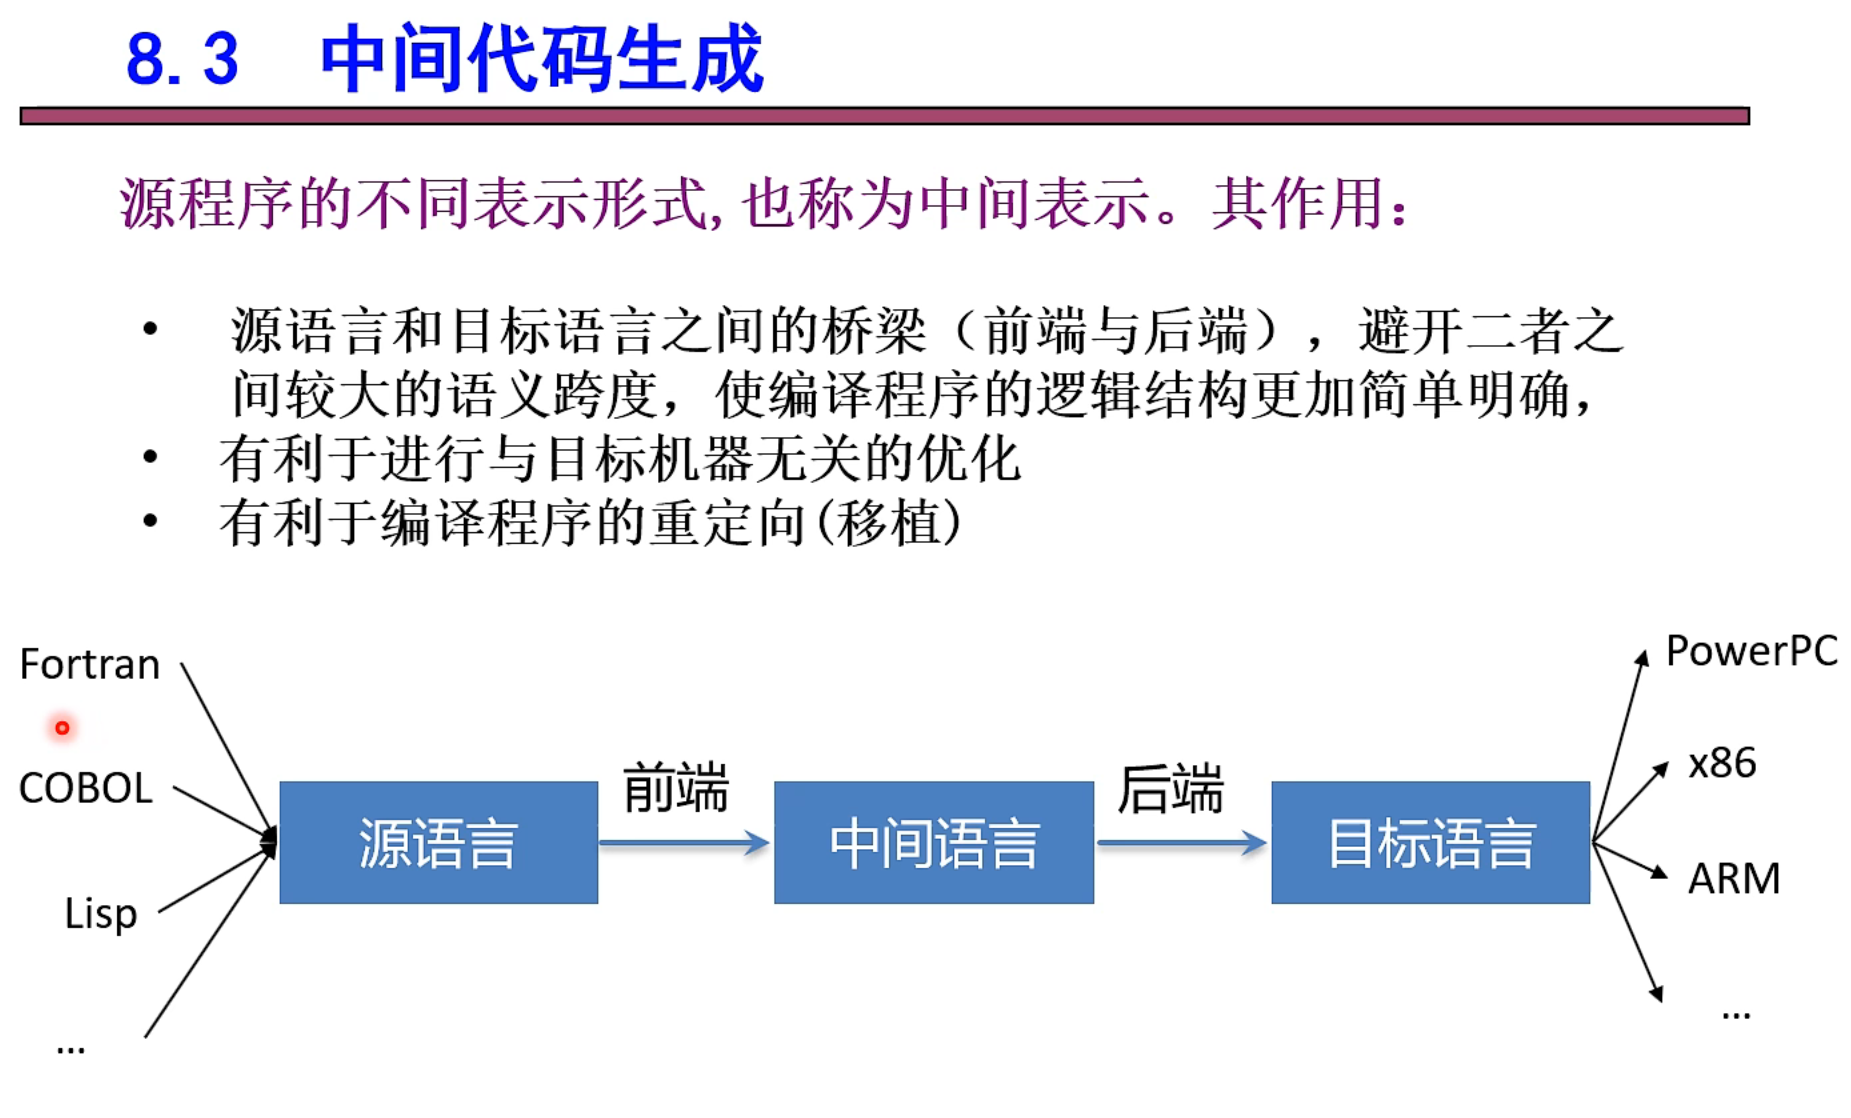 8.3 中间代码生成
源程序的不同表示形式,也称为中间表示。其作用：
• 源语言和目标语言之间的桥梁（前端与后端），避开二者之
间较大的语义跨度，使编译程序的逻辑结构更加简单明确，
• 有利于进行与目标机器无关的优化
• 有利于编译程序的重定向(移植)
Fortran
COBOL
Lisp
...
源语言
前端
中间语言
后端
目标语言
PowerPC
x86
ARM
...